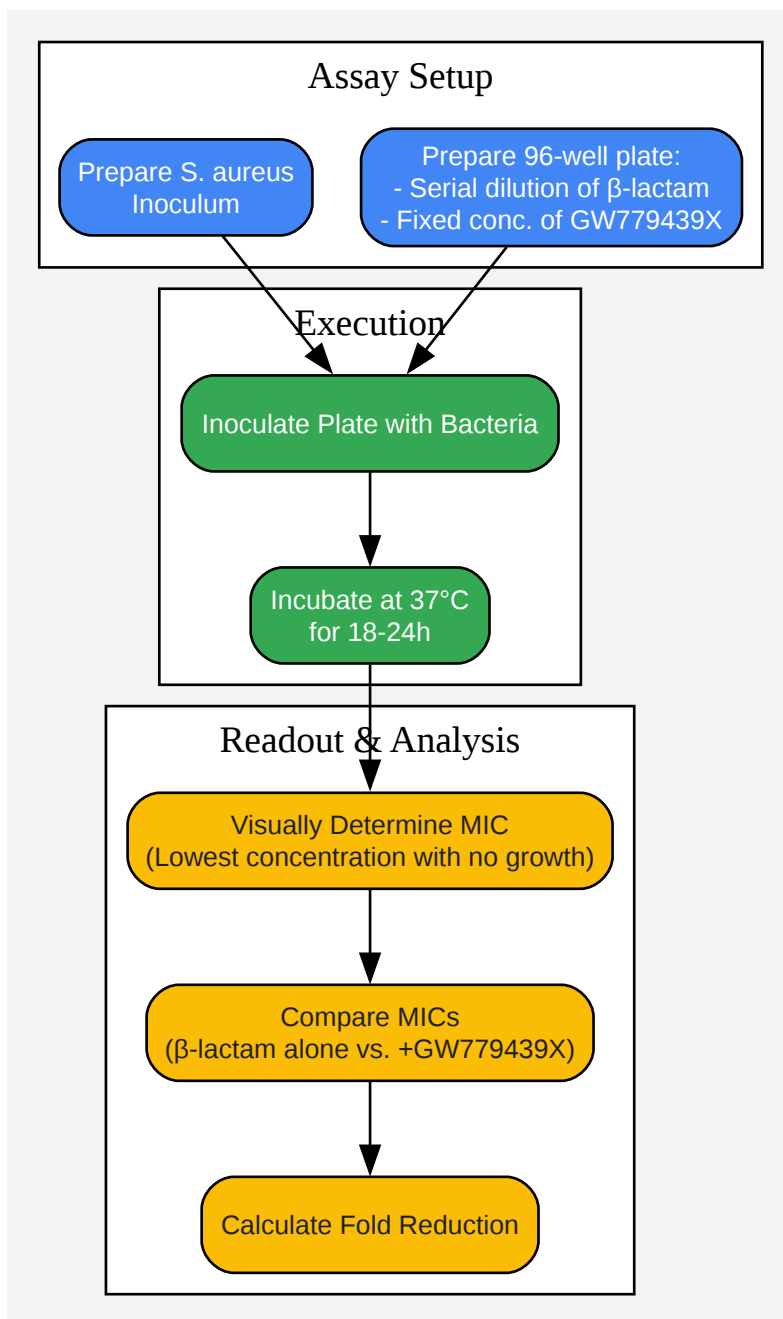 Assay Setup
Prepare S. aureus
Inoculum
Prepare 96-well plate:
- Serial dilution of β-lactam
- Fixed conc. of GW779439X
Execution
Inoculate Plate with Bacteria
Incubate at 37°C
for 18-24h
Readout & Analysis
Visually Determine MIC
(Lowest concentration with no growth)
Compare MICs
(β-lactam alone vs. +GW779439X)
Calculate Fold Reduction